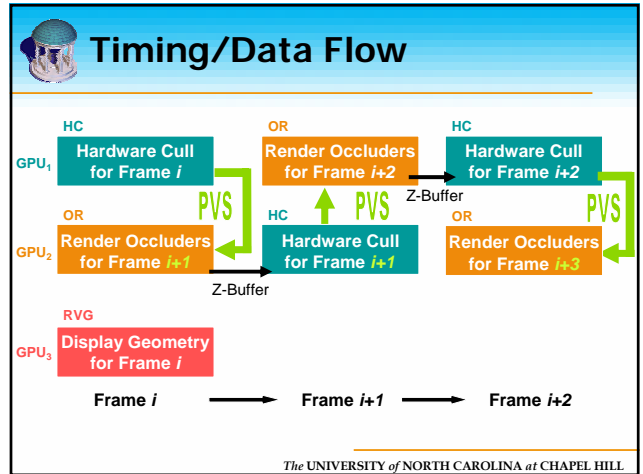 Timing/Data Flow
HC
OR
HC
GPU1
Hardware Cull
for Frame i
Render Occluders
for Frame i+2
Hardware Cull
for Frame i+2
Z-Buffer
PVS
PVS
PVS
OR
HC
OR
GPU2
Render Occluders
for Frame i+1
Hardware Cull
for Frame i+1
Render Occluders
for Frame i+3
Z-Buffer
RVG
GPU3
Display Geometry
for Frame i
Frame i
Frame i+1
Frame i+2
The UNIVERSITY of NORTH CAROLINA at CHAPEL HILL